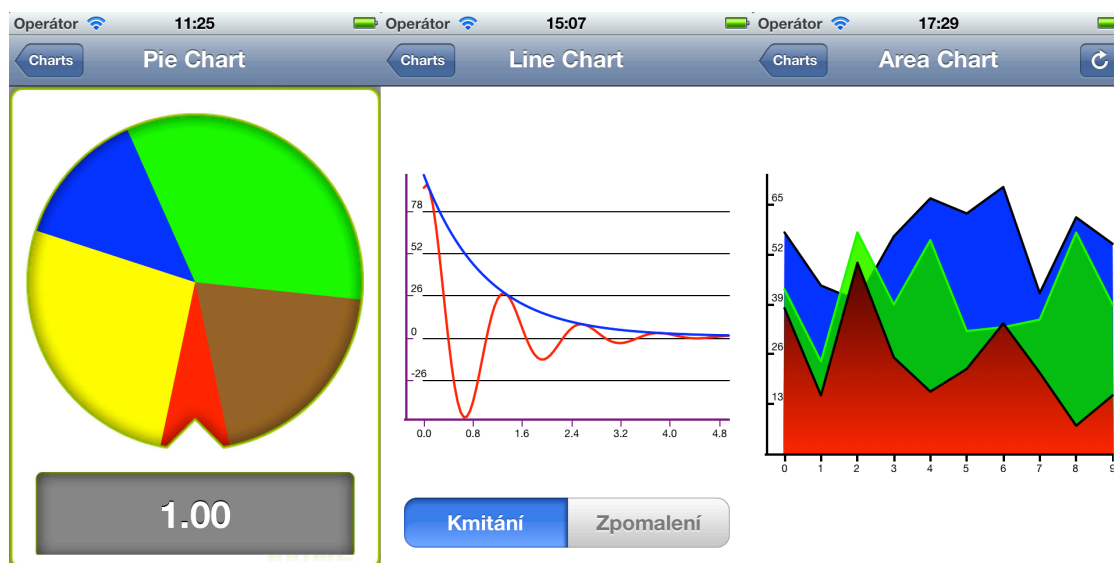 Operátor 11:25
Charts Pie Chart
1.00
Operátor 15:07
Charts Line Chart
78
52
26
0
-26
0.0 0.8 1.6 2.4 3.2 4.0 4.8
Kmitání Zpomalení
Operátor 17:29
Charts Area Chart
65
52
39
26
13
0 1 2 3 4 5 6 7 8 9